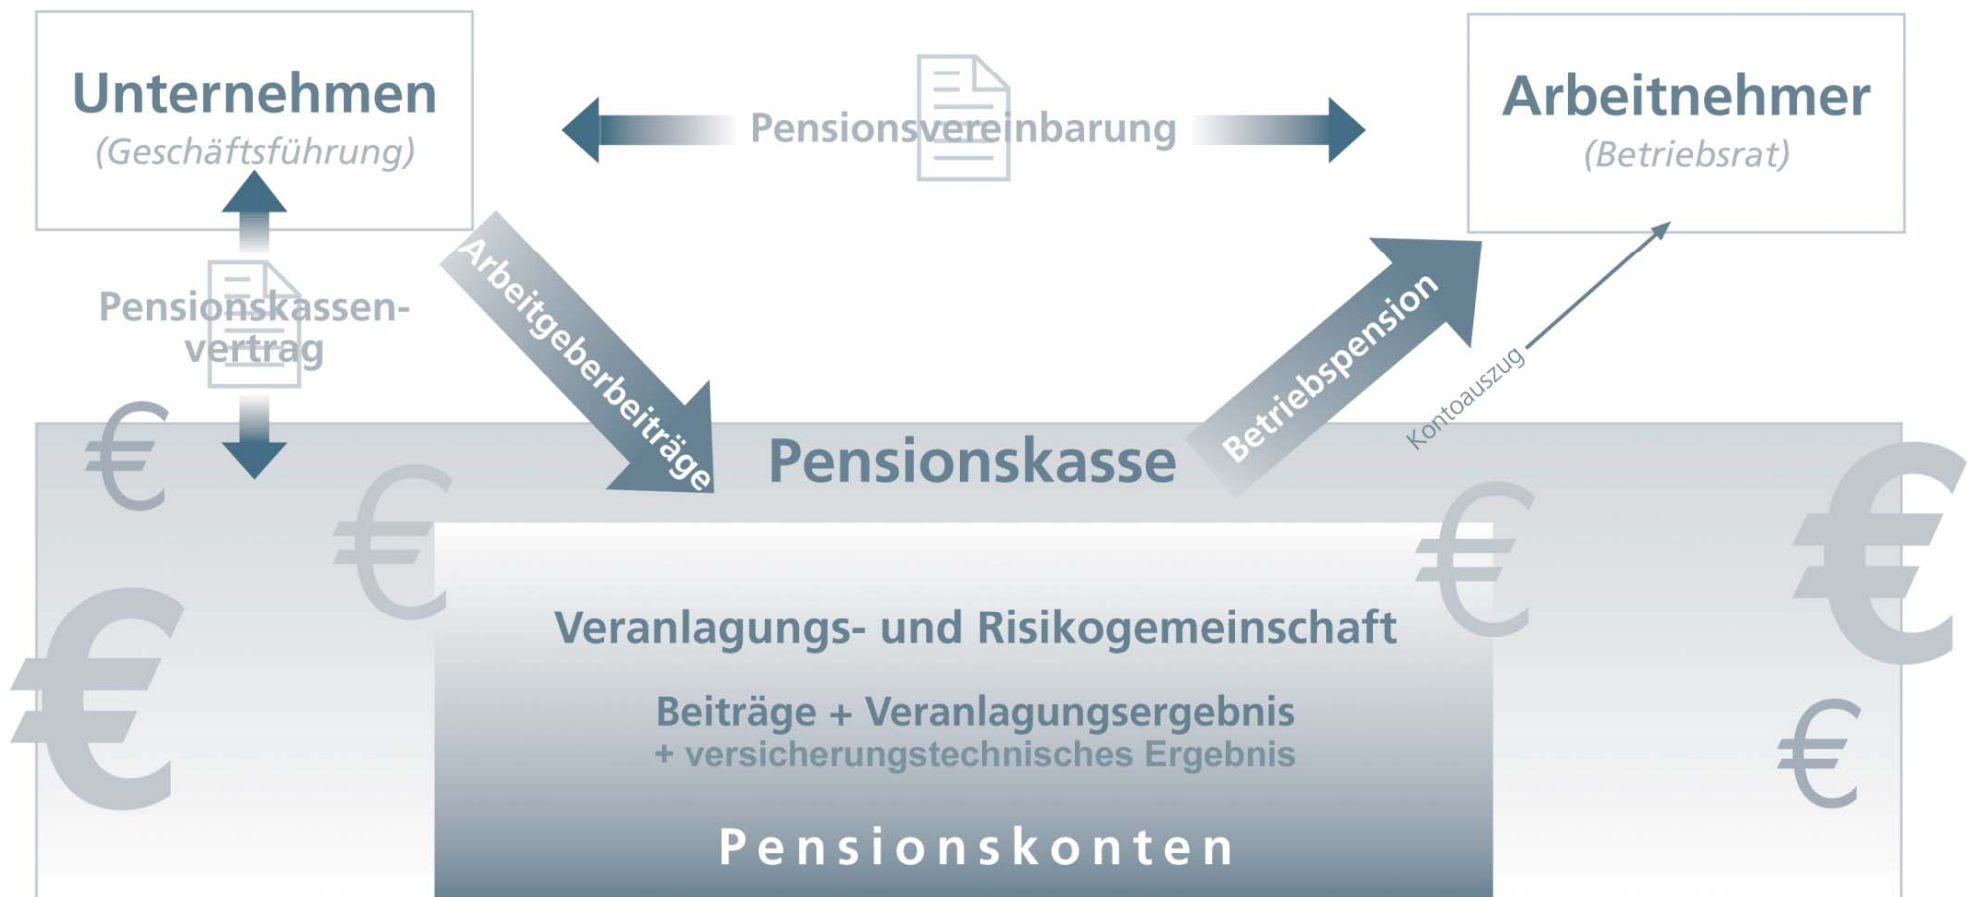 Unternehmen
(Geschäftsführung)
Pensionsvereinbarung
Arbeitnehmer
(Betriebsrat)
Pensionskassen-
vertrag
Arbeitgeberbeiträge
Betriebspension
Kontoauszug
Pensionskasse
€
€
€
€
€
€
Veranlagungs- und Risikogemeinschaft
Beiträge + Veranlagungsergebnis
+ versicherungstechnisches Ergebnis
Pensionskonten